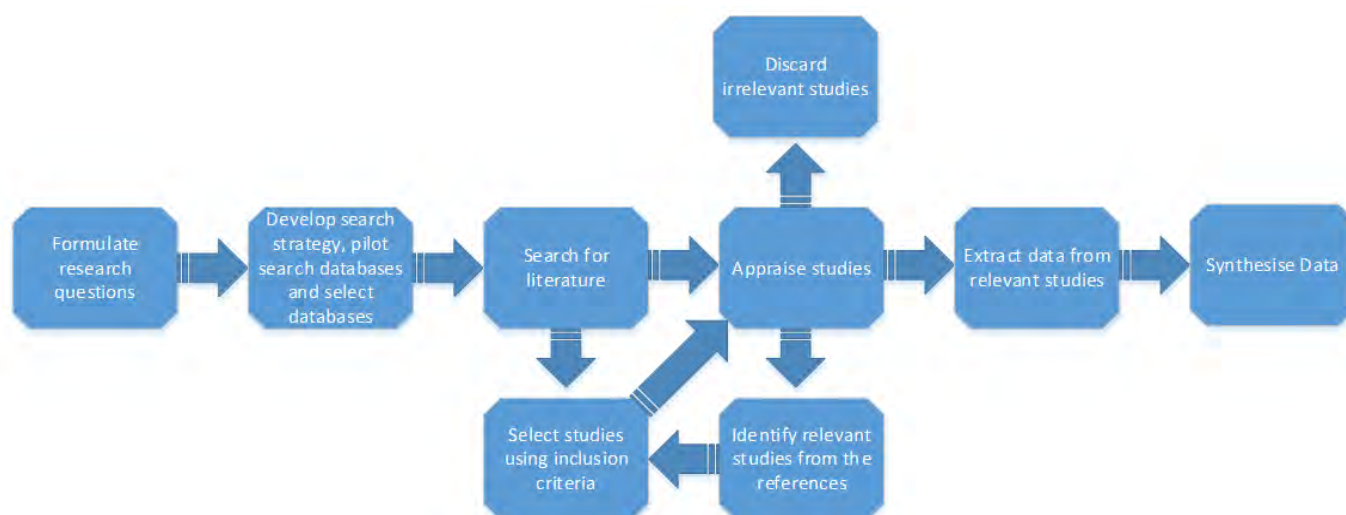 Discard
irrelevant studies
Formulate
research
questions
Develop search
strategy, pilot
search databases
and select
databases
Search for
literature
Appraise studies
Extract data from
relevant studies
Synthesise Data
Select studies
using inclusion
criteria
Identify relevant
studies from the
references